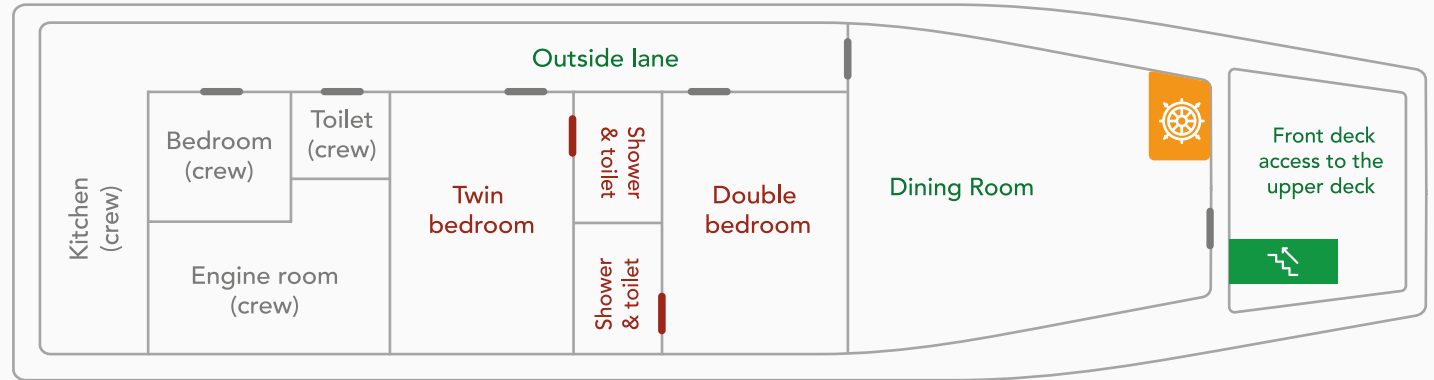 Outside lane
Kitchen
(crew)
Bedroom
(crew)
Toilet
(crew)
Engine room
(crew)
Twin
bedroom
Shower
& toilet
Shower
& toilet
Double
bedroom
Dining Room
Front deck
access to the
upper deck